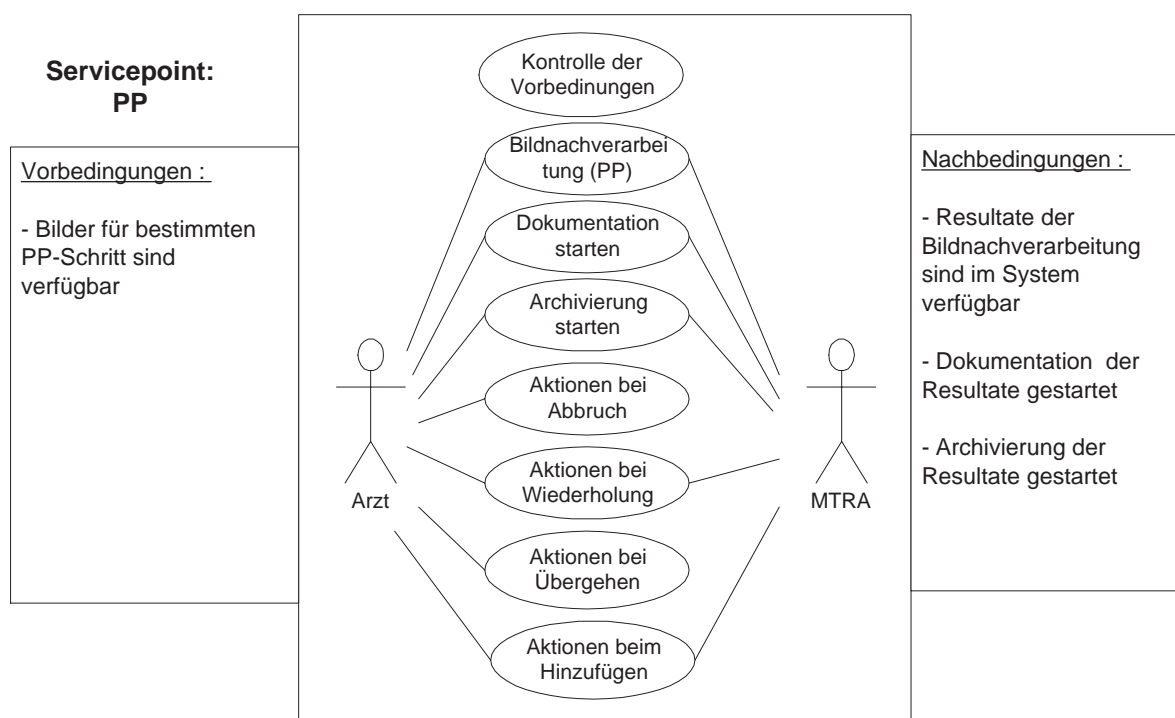 Servicepoint:
PP
Vorbedingungen :
- Bilder für bestimmten
PP-Schritt sind
verfügbar
Kontrolle der
Vorbedinungen
Bildnachverarbei
tung (PP)
Dokumentation
starten
Archivierung
starten
Aktionen bei
Abbruch
Aktionen bei
Wiederholung
Aktionen bei
Übergehen
Aktionen beim
Hinzufügen
Arzt
MTRA
Nachbedingungen :
- Resultate der
Bildnachverarbeitung
sind im System
verfügbar
- Dokumentation der
Resultate gestartet
- Archivierung der
Resultate gestartet